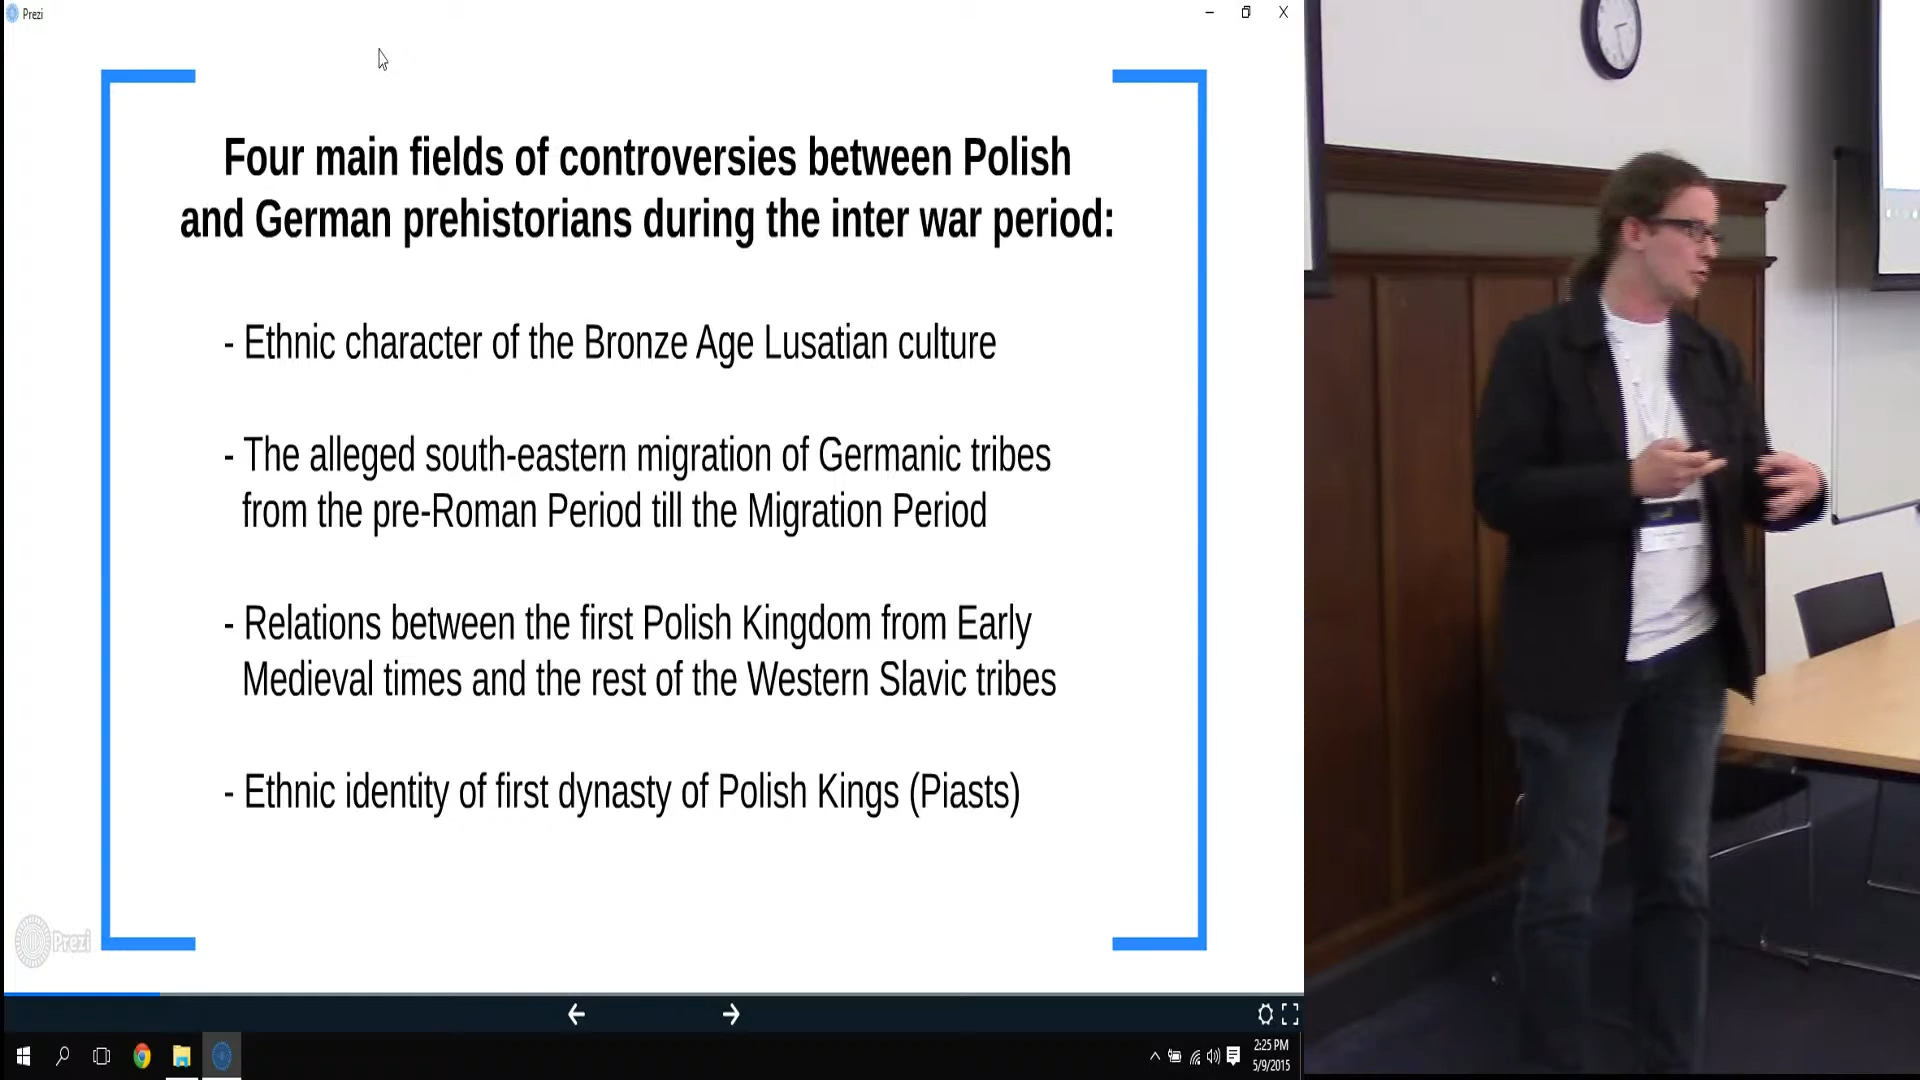 Prezi
Four main fields of controversies between Polish
and German prehistorians during the inter war period:
- Ethnic character of the Bronze Age Lusatian culture
- The alleged south-eastern migration of Germanic tribes
from the pre-Roman Period till the Migration Period
- Relations between the first Polish Kingdom from Early
Medieval times and the rest of the Western Slavic tribes
- Ethnic identity of first dynasty of Polish Kings (Piasts)
Prezi
2:25 PM
5/9/2015